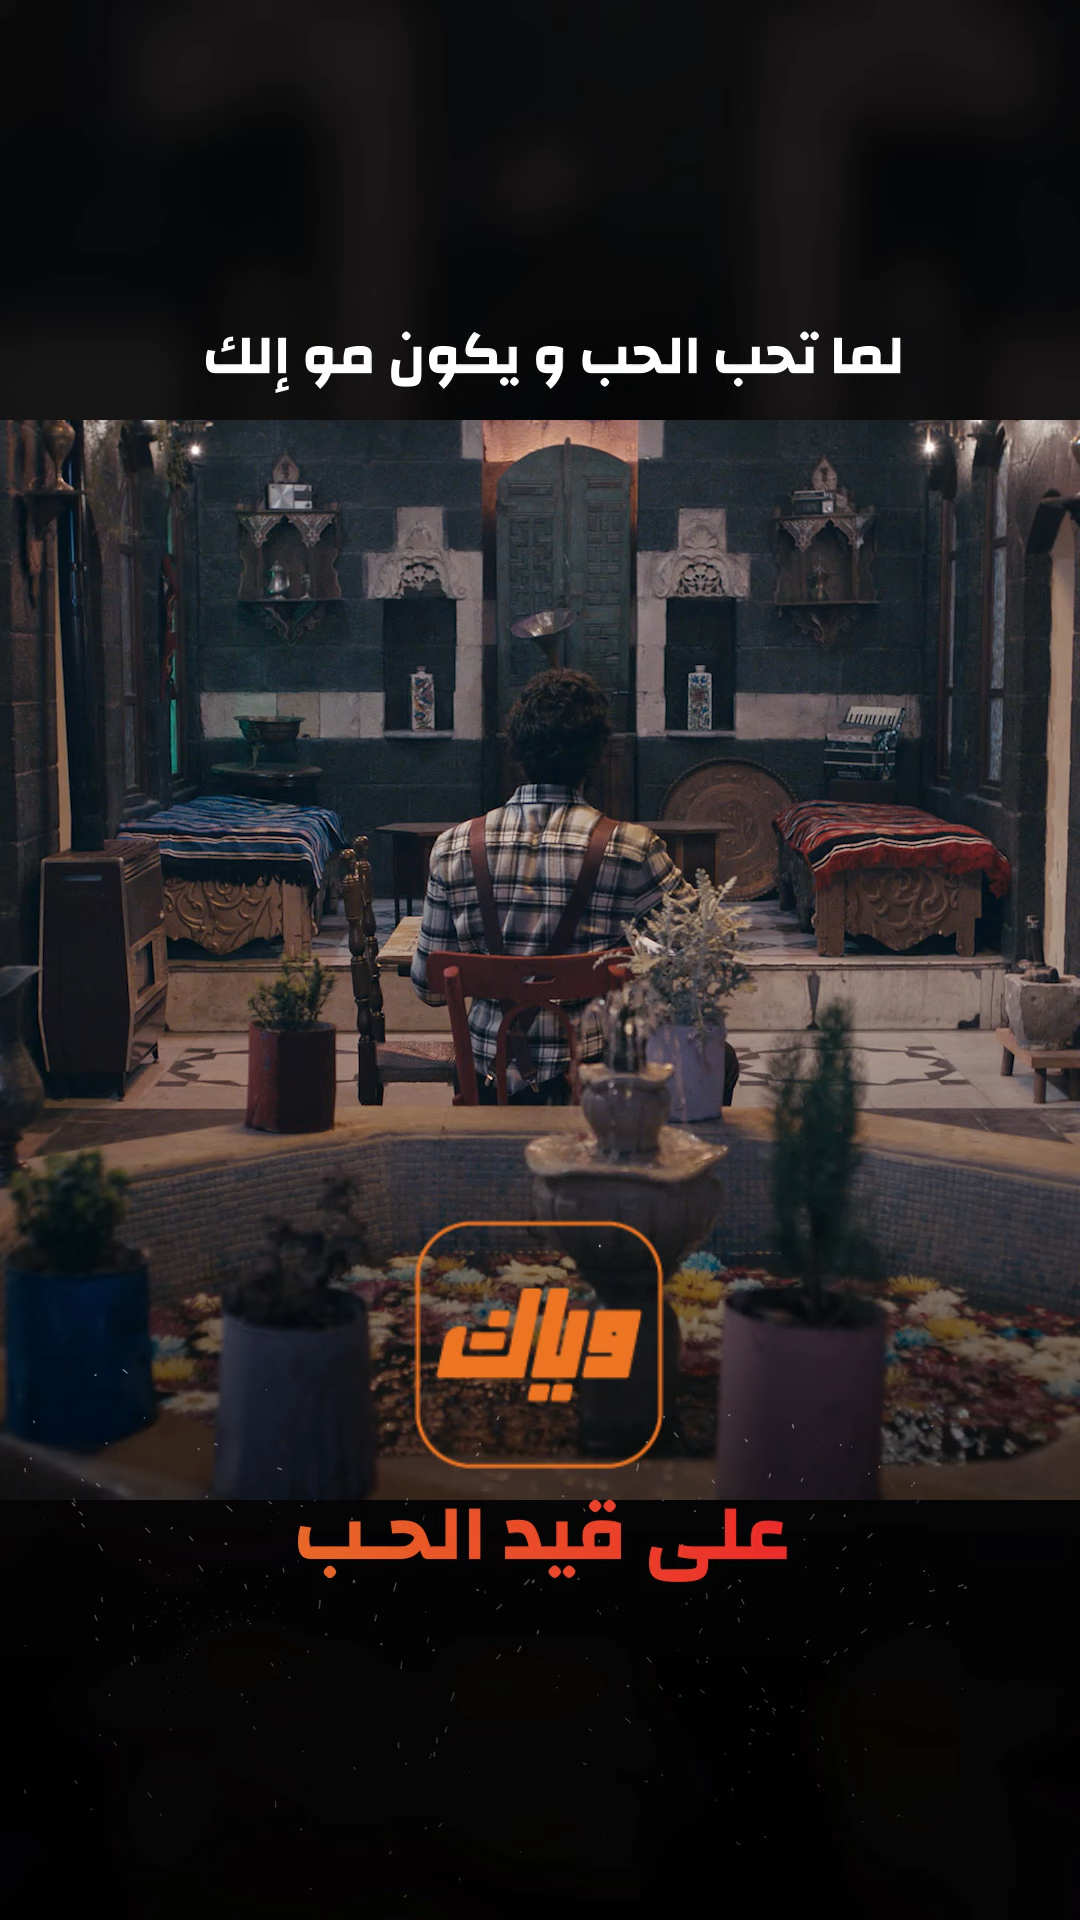 لما تحب الحب و يكون مو إلك
وياك
على قيد الحب